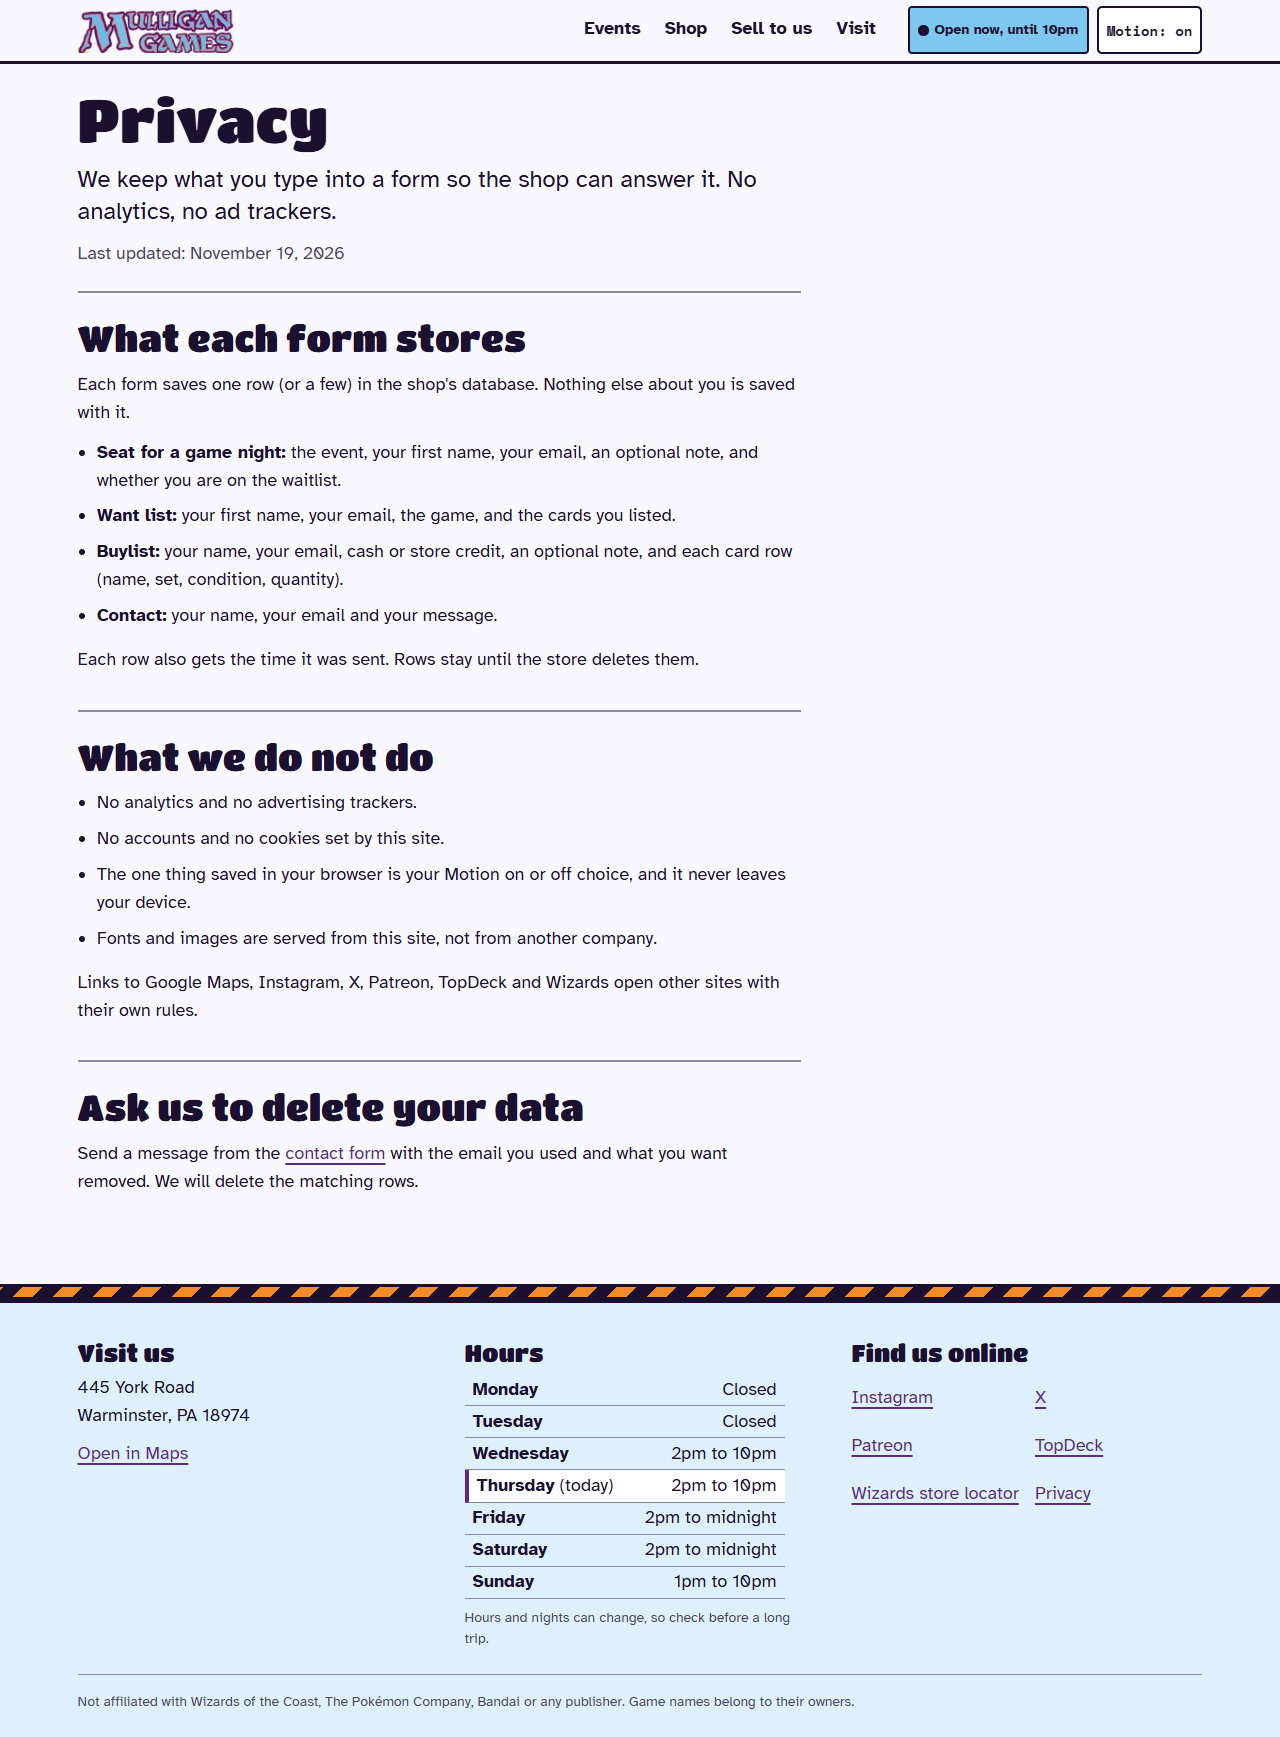 MULLIGAN GAMES
Events Shop Sell to us Visit Open now, until 10pm Motion: on
Privacy
We keep what you type into a form so the shop can answer it. No
analytics, no ad trackers.
Last updated: November 19, 2026
What each form stores
Each form saves one row (or a few) in the shop's database. Nothing else about you is saved
with it.
• Seat for a game night: the event, your first name, your email, an optional note, and
whether you are on the waitlist.
• Want list: your first name, your email, the game, and the cards you listed.
• Buylist: your name, your email, cash or store credit, an optional note, and each card row
(name, set, condition, quantity).
• Contact: your name, your email and your message.
Each row also gets the time it was sent. Rows stay until the store deletes them.
What we do not do
• No analytics and no advertising trackers.
• No accounts and no cookies set by this site.
• The one thing saved in your browser is your Motion on or off choice, and it never leaves
your device.
• Fonts and images are served from this site, not from another company.
Links to Google Maps, Instagram, X, Patreon, TopDeck and Wizards open other sites with
their own rules.
Ask us to delete your data
Send a message from the contact form with the email you used and what you want
removed. We will delete the matching rows.
Visit us
445 York Road
Warminster, PA 18974
Open in Maps
Hours
Monday Closed
Tuesday Closed
Wednesday 2pm to 10pm
Thursday (today) 2pm to 10pm
Friday 2pm to midnight
Saturday 2pm to midnight
Sunday 1pm to 10pm
Hours and nights can change, so check before a long
trip.
Find us online
Instagram X
Patreon TopDeck
Wizards store locator Privacy
Not affiliated with Wizards of the Coast, The Pokémon Company, Bandai or any publisher. Game names belong to their owners.